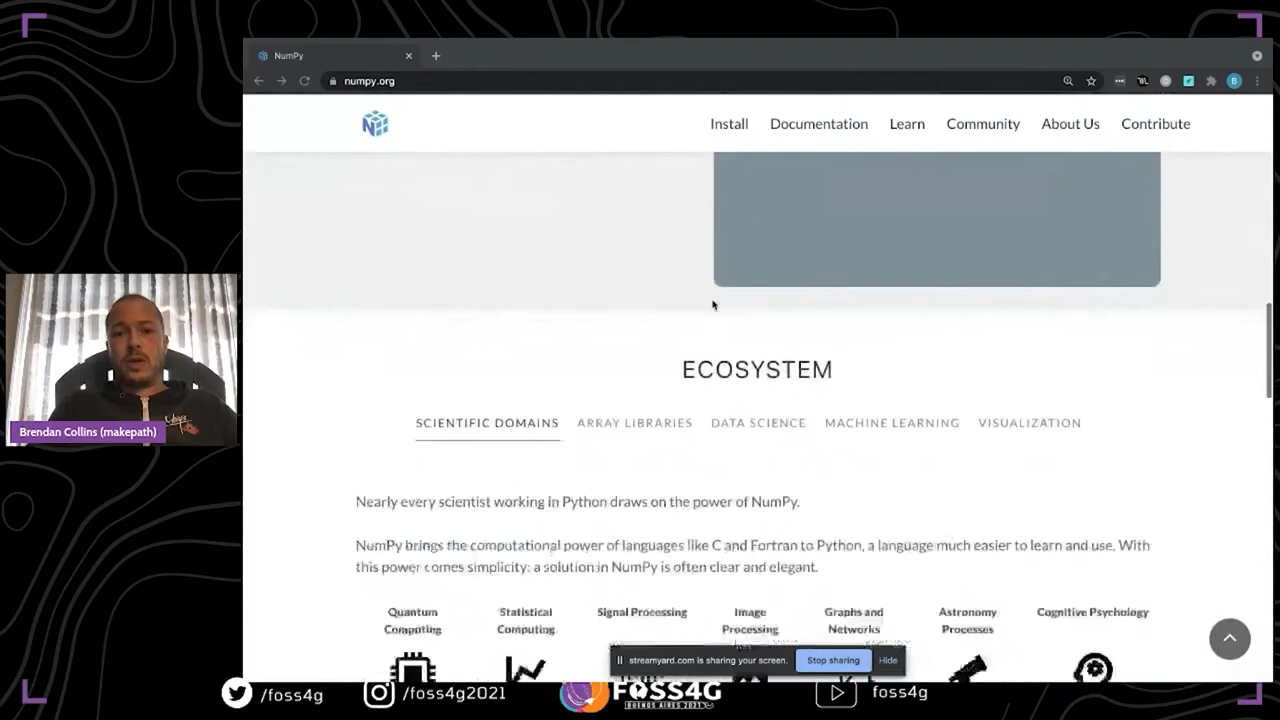 NumPy
numpy.org
B
Install Documentation Learn Community About Us Contribute
ECOSYSTEM
SCIENTIFIC DOMAINS ARRAY LIBRARIES DATA SCIENCE MACHINE LEARNING VISUALIZATION
Nearly every scientist working in Python draws on the power of NumPy.
NumPy brings the computational power of languages like C and Fortran to Python, a language much easier to learn and use. With
this power comes simplicity: a solution in NumPy is often clear and elegant.
Quantum
Computing
Statistical
Computing
Signal Processing
Image
Processing
Graphs and
Networks
Astronomy
Processes
Cognitive Psychology
streamyard.com is sharing your screen. Stop sharing Hide
Brendan Collins (makepath)
/foss4g /foss4g2021 FOSS4G foss4g
BUENOS AIRES 2021